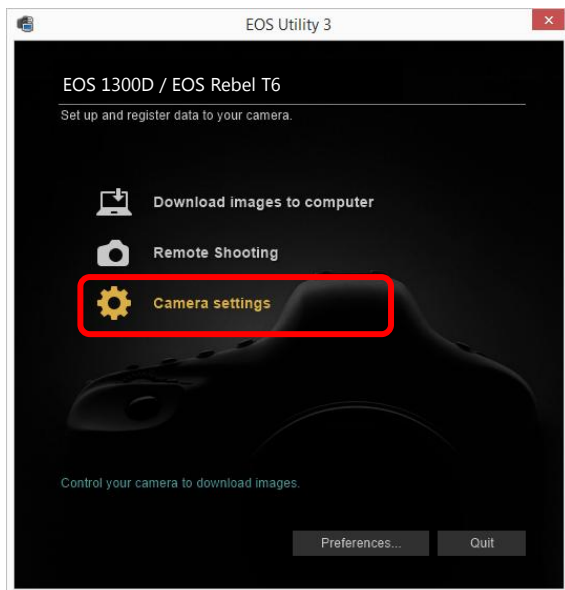 EOS Utility 3
EOS 1300D / EOS Rebel T6
Set up and register data to your camera.
Download images to computer
Remote Shooting
Camera settings
Control your camera to download images.
Preferences... Quit